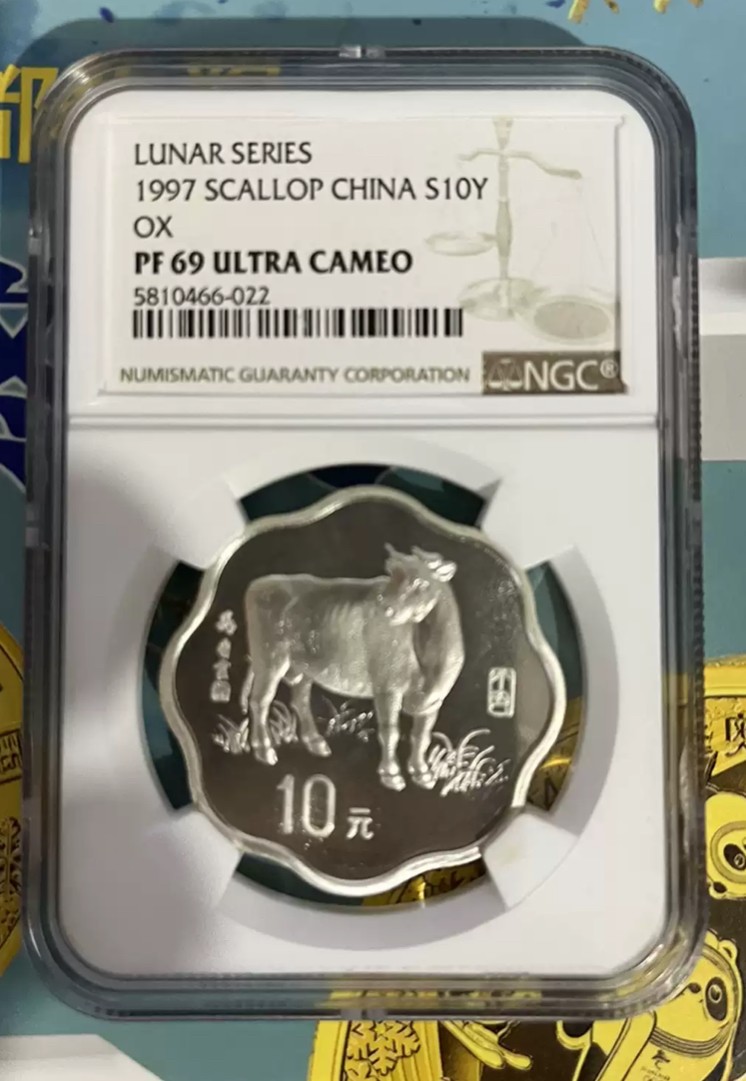 都
LUNAR SERIES
1997 SCALLOP CHINA S10Y
OX
PF 69 ULTRA CAMEO
5810466-022
NUMISMATIC GUARANTY CORPORATION
NGC®
10元